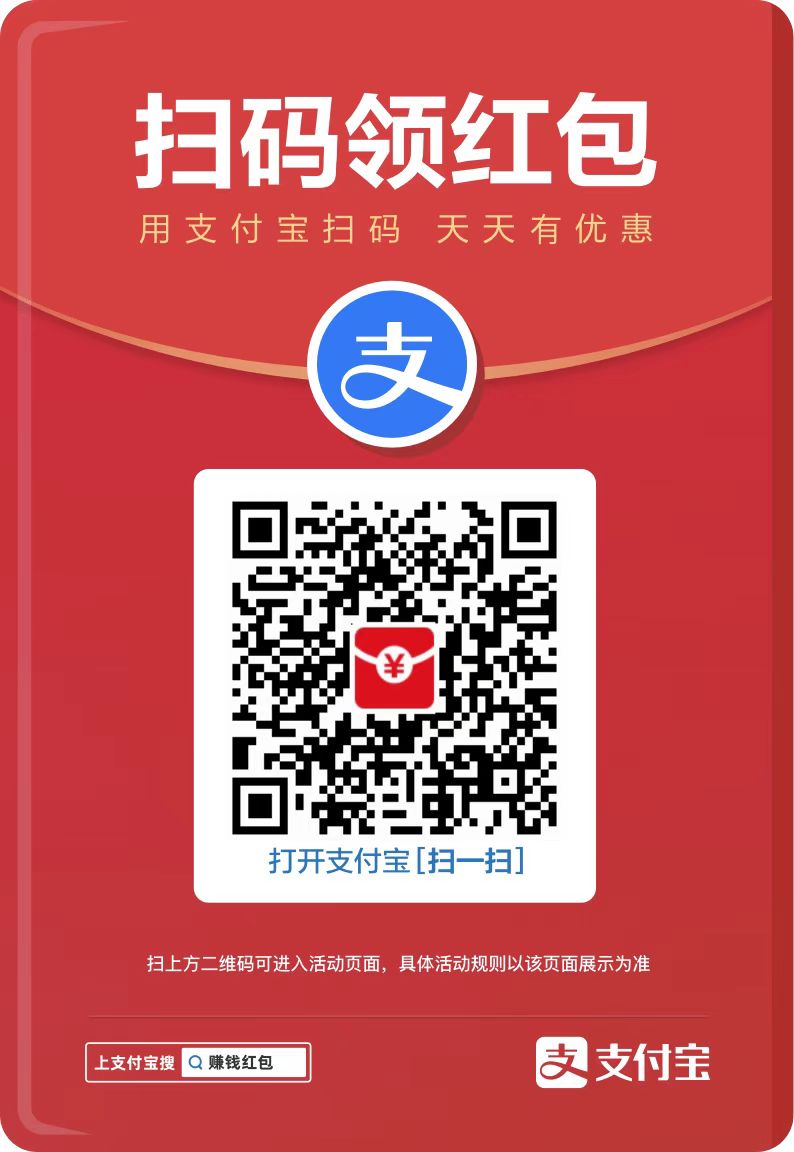 扫码领红包
用支付宝扫码 天天有优惠
支
¥
打开支付宝[扫一扫]
扫上方二维码可进入活动页面，具体活动规则以该页面展示为准
上支付宝搜 赚钱红包
支 支付宝